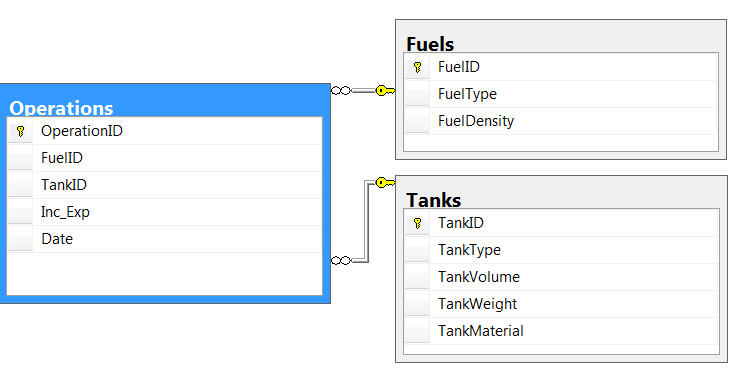 Operations
OperationID
FuelID
TankID
Inc_Exp
Date
Fuels
FuelID
FuelType
FuelDensity
Tanks
TankID
TankType
TankVolume
TankWeight
TankMaterial